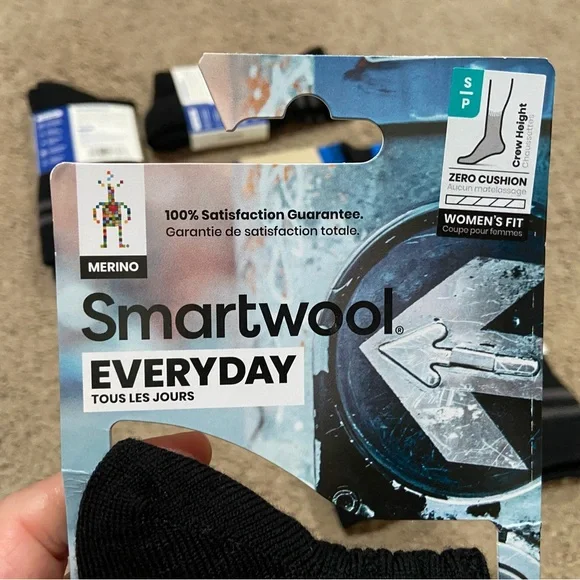 S
P
Crew Height
Chaussettes
ZERO CUSHION
Aucun matelassage
WOMEN'S FIT
Coupe pour femmes
MERINO
100% Satisfaction Guarantee.
Garantie de satisfaction totale.
Smartwool®
EVERYDAY
TOUS LES JOURS